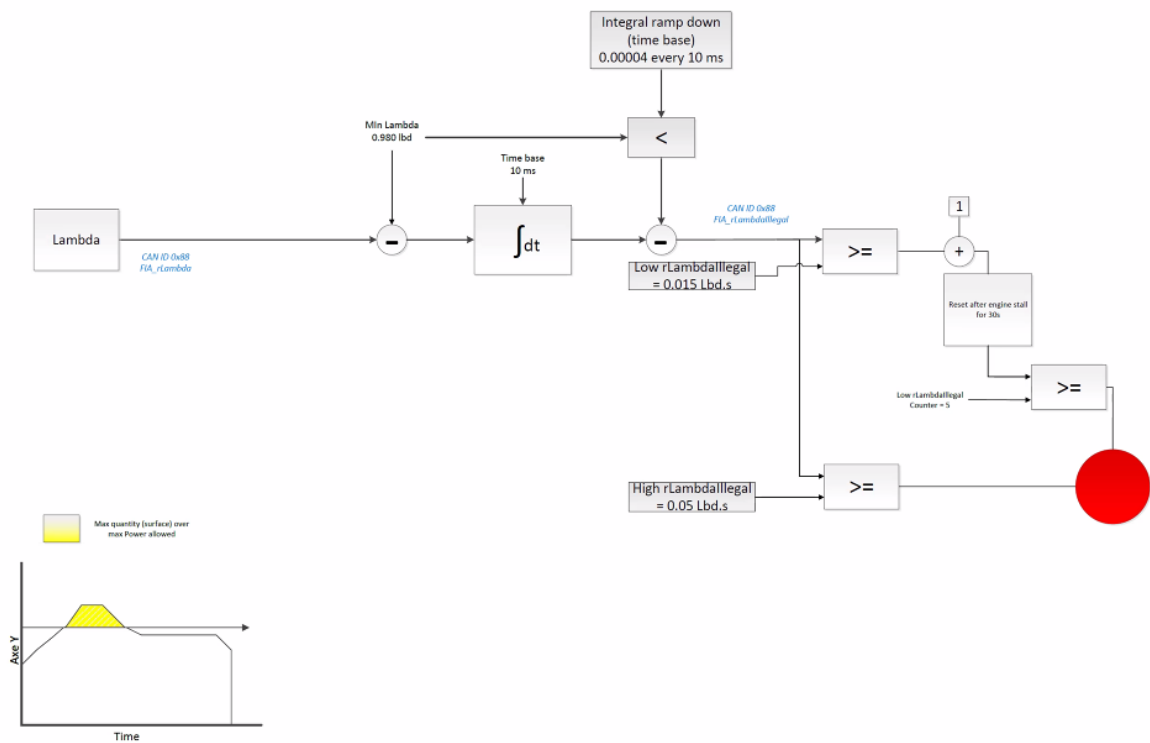 Integral ramp down
(time base)
0.00004 every 10 ms
<
Min Lambda
0.980 lbd
Time base
10 ms
Lambda
CAN ID 0x88
FIA_rLambda
-
∫dt
-
CAN ID 0x88
FIA_rLambdaIllegal
Low rLambdaIllegal
= 0.015 Lbd.s
>=
1
+
Reset after engine stall
for 30s
Low rLambdaIllegal
Counter = 5
>=
High rLambdaIllegal
= 0.05 Lbd.s
>=
Max quantity (surface) over
max Power allowed
Axe Y
Time